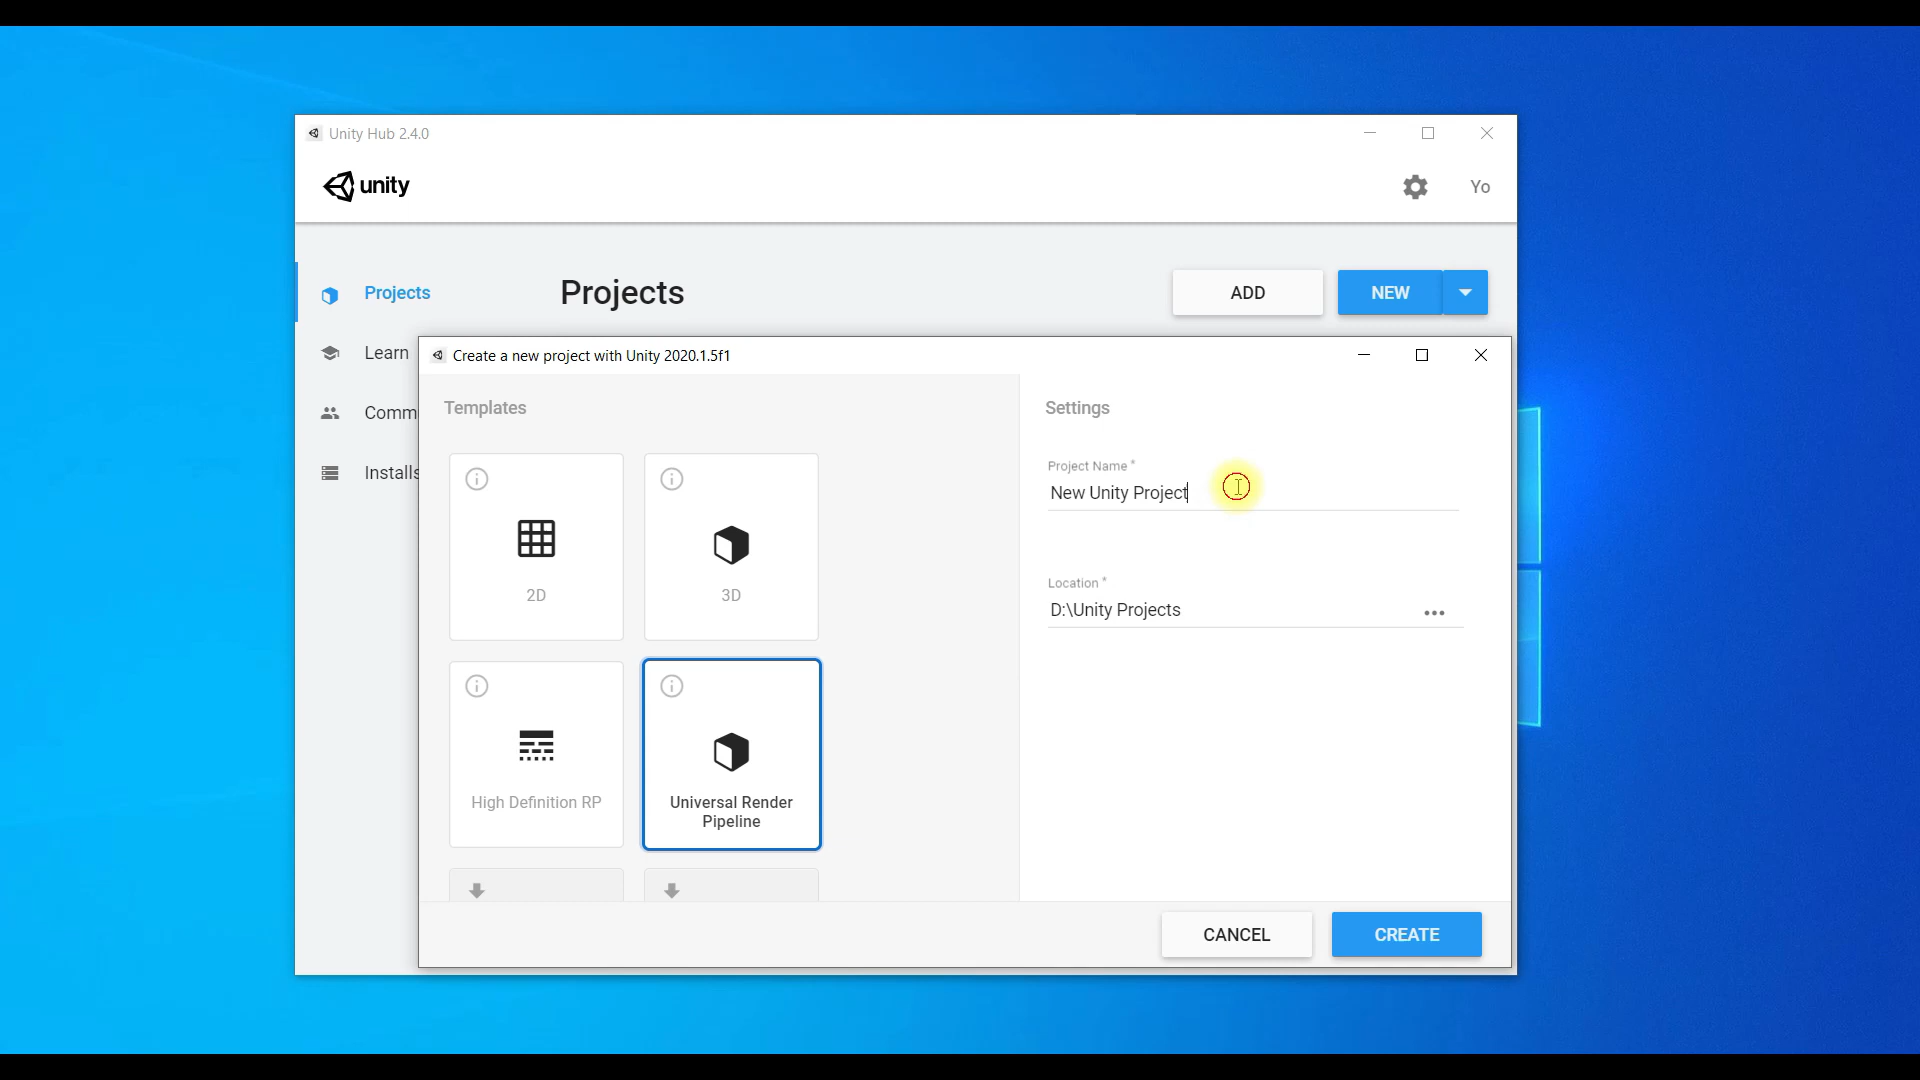 Unity Hub 2.4.0
unity
Yo
Projects
Projects
ADD
NEW
Learn
Create a new project with Unity 2020.1.5f1
Comm
Installs
Templates
Settings
2D
3D
Project Name *
New Unity Project
Location *
D:\Unity Projects
•••
High Definition RP
Universal Render
Pipeline
CANCEL
CREATE